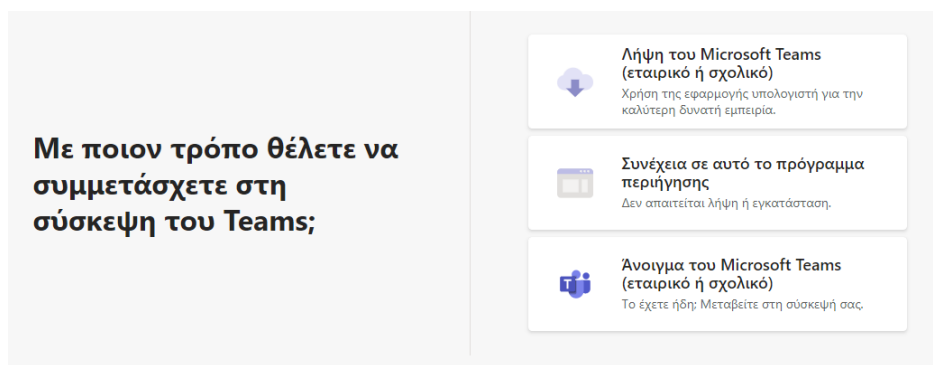 Με ποιον τρόπο θέλετε να
συμμετάσχετε στη
σύσκεψη του Teams;
Λήψη του Microsoft Teams
(εταιρικό ή σχολικό)
Χρήση της εφαρμογής υπολογιστή για την
καλύτερη δυνατή εμπειρία.
Συνέχεια σε αυτό το πρόγραμμα
περιήγησης
Δεν απαιτείται λήψη ή εγκατάσταση.
Άνοιγμα του Microsoft Teams
(εταιρικό ή σχολικό)
Το έχετε ήδη; Μεταβείτε στη σύσκεψή σας.